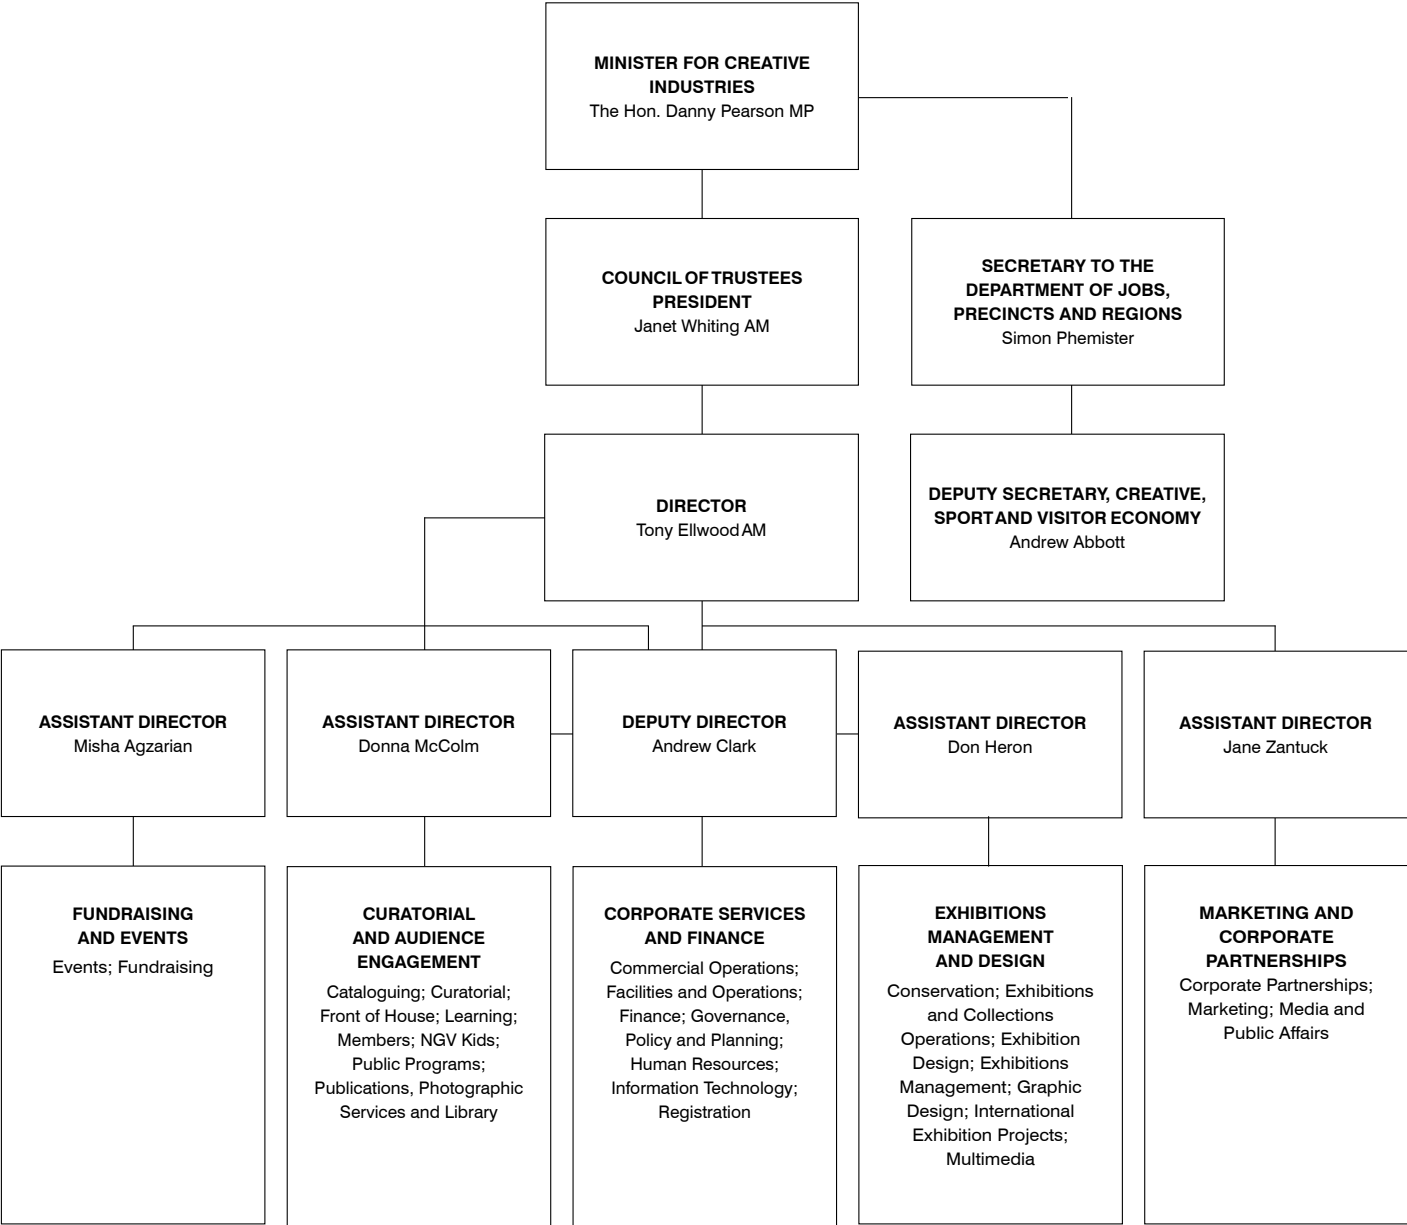 MINISTER FOR CREATIVE
INDUSTRIES
The Hon. Danny Pearson MP
COUNCIL OF TRUSTEES
PRESIDENT
Janet Whiting AM
SECRETARY TO THE
DEPARTMENT OF JOBS,
PRECINCTS AND REGIONS
Simon Phemister
DIRECTOR
Tony Ellwood AM
DEPUTY SECRETARY, CREATIVE,
SPORT AND VISITOR ECONOMY
Andrew Abbott
ASSISTANT DIRECTOR
Misha Agzarian
ASSISTANT DIRECTOR
Donna McColm
DEPUTY DIRECTOR
Andrew Clark
ASSISTANT DIRECTOR
Don Heron
ASSISTANT DIRECTOR
Jane Zantuck
FUNDRAISING
AND EVENTS
Events; Fundraising
CURATORIAL
AND AUDIENCE
ENGAGEMENT
Cataloguing; Curatorial;
Front of House; Learning;
Members; NGV Kids;
Public Programs;
Publications, Photographic
Services and Library
CORPORATE SERVICES
AND FINANCE
Commercial Operations;
Facilities and Operations;
Finance; Governance,
Policy and Planning;
Human Resources;
Information Technology;
Registration
EXHIBITIONS
MANAGEMENT
AND DESIGN
Conservation; Exhibitions
and Collections
Operations; Exhibition
Design; Exhibitions
Management; Graphic
Design; International
Exhibition Projects;
Multimedia
MARKETING AND
CORPORATE
PARTNERSHIPS
Corporate Partnerships;
Marketing; Media and
Public Affairs